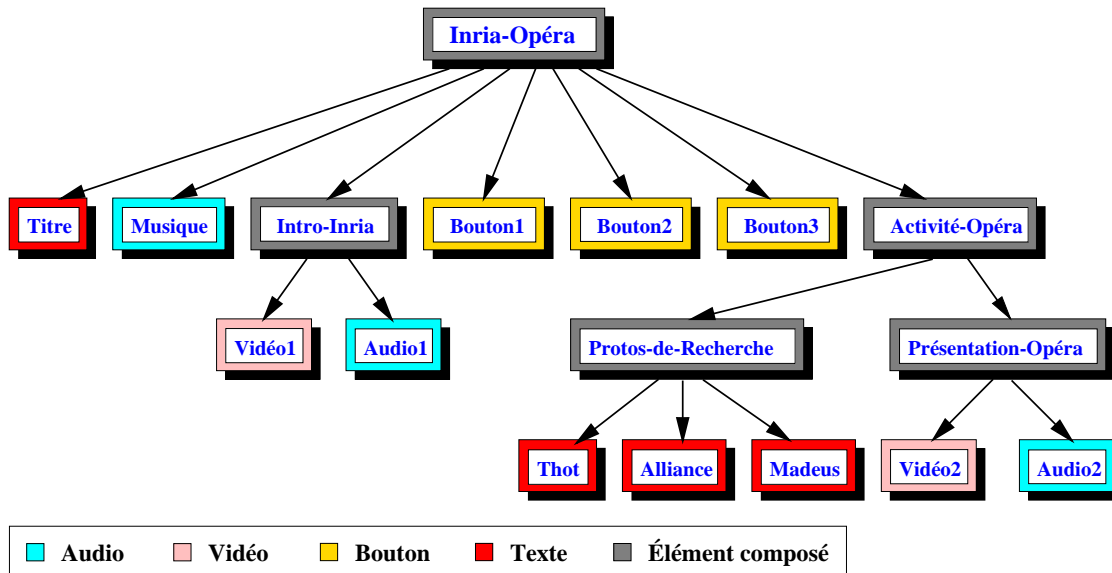 Inria-Opéra
Titre
Musique
Intro-Inria
Bouton1
Bouton2
Bouton3
Activité-Opéra
Vidéo1
Audio1
Protos-de-Recherche
Présentation-Opéra
Thot
Alliance
Madeus
Vidéo2
Audio2
Audio
Vidéo
Bouton
Texte
Élément composé